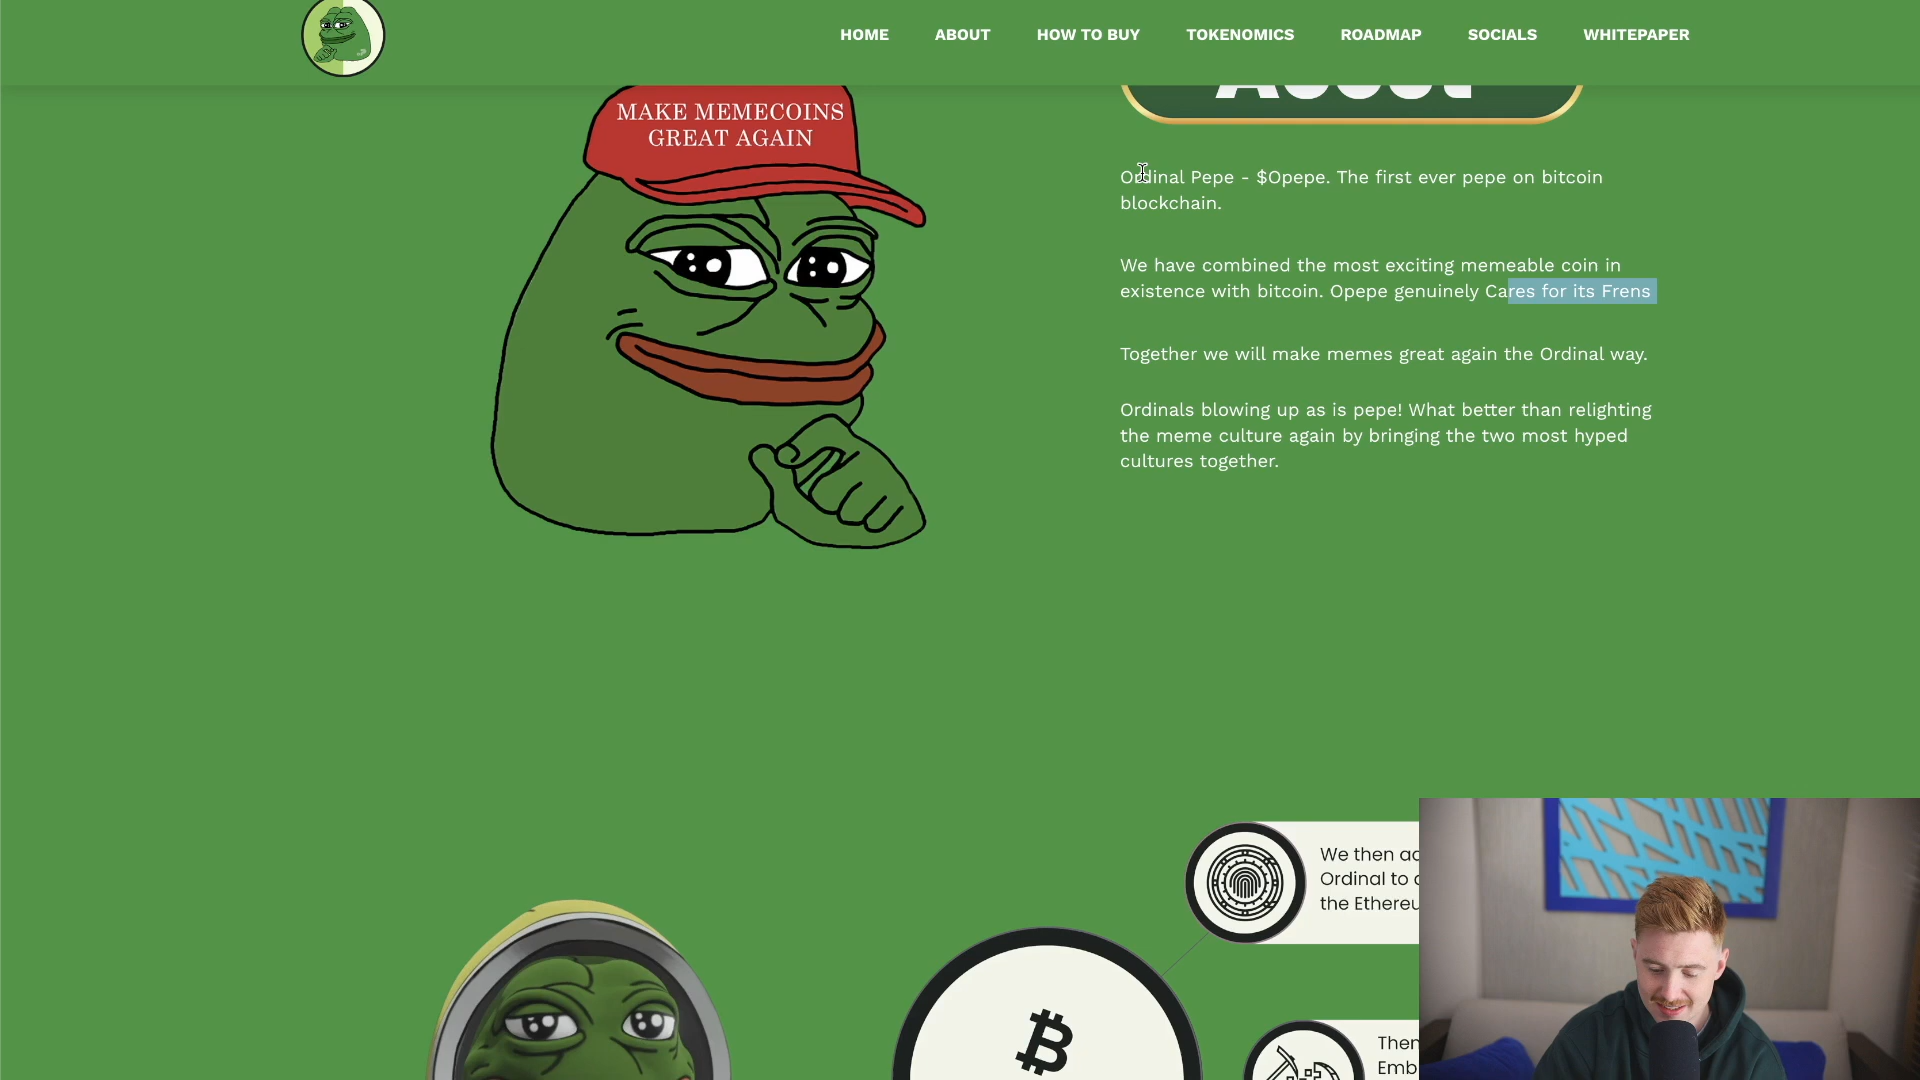 HOME ABOUT HOW TO BUY TOKENOMICS ROADMAP SOCIALS WHITEPAPER
MAKE MEMECOINS
GREAT AGAIN
Ordinal Pepe - $Opepe. The first ever pepe on bitcoin
blockchain.
We have combined the most exciting memeable coin in
existence with bitcoin. Opepe genuinely Cares for its Frens
Together we will make memes great again the Ordinal way.
Ordinals blowing up as is pepe! What better than relighting
the meme culture again by bringing the two most hyped
cultures together.
We then
Ordinal to
the